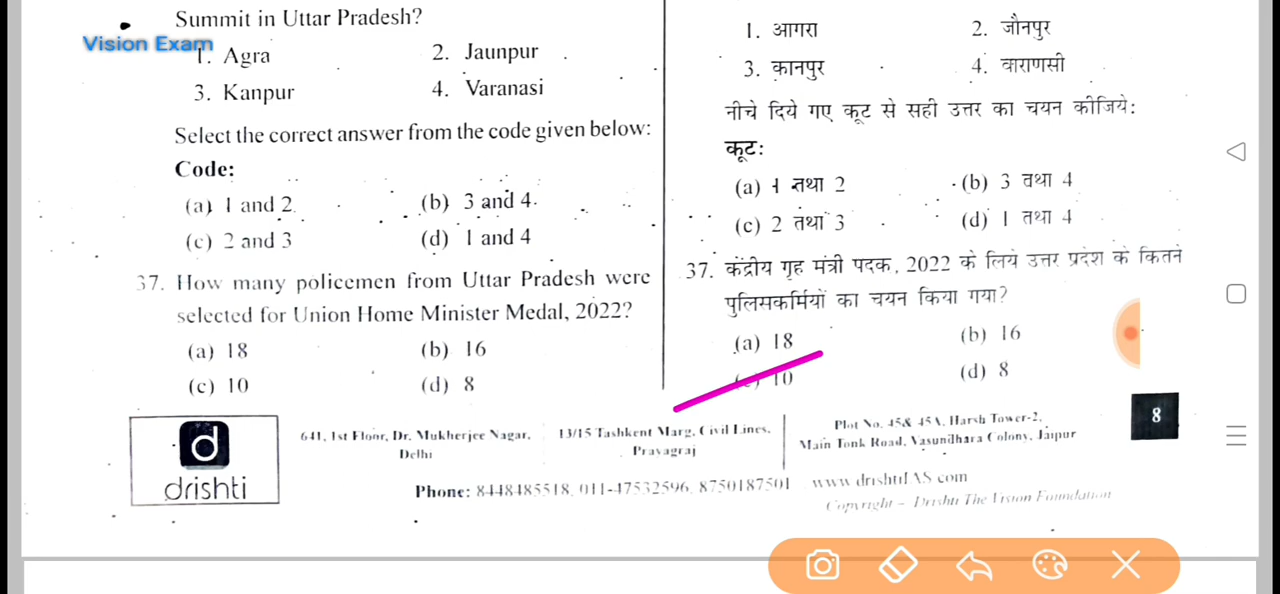 Summit in Uttar Pradesh?
Vision Exam
1. Agra 2. Jaunpur
3. Kanpur 4. Varanasi
Select the correct answer from the code given below:
Code:
(a) 1 and 2 (b) 3 and 4
(c) 2 and 3 (d) 1 and 4
37. How many policemen from Uttar Pradesh were
selected for Union Home Minister Medal, 2022?
(a) 18 (b) 16
(c) 10 (d) 8
1. आगरा 2. जौनपुर
3. कानपुर 4. वाराणसी
नीचे दिये गए कूट से सही उत्तर का चयन कीजिये:
कूट:
(a) 1 तथा 2 (b) 3 तथा 4
(c) 2 तथा 3 (d) 1 तथा 4
37. केंद्रीय गृह मंत्री पदक, 2022 के लिये उत्तर प्रदेश के कितने
पुलिसकर्मियों का चयन किया गया?
(a) 18 (b) 16
10 (d) 8
8
d
drishti
641, 1st Floor, Dr. Mukherjee Nagar,
Delhi
13/15 Tashkent Marg, Civil Lines,
Prayagraj
Plot No. 45& 45A, Harsh Tower-2,
Main Tonk Road, Vasundhara Colony, Jaipur
Phone: 8448485518, 011-47532596, 8750187501 www.drishtiIAS.com
Copyright – Drishti The Vision Foundation